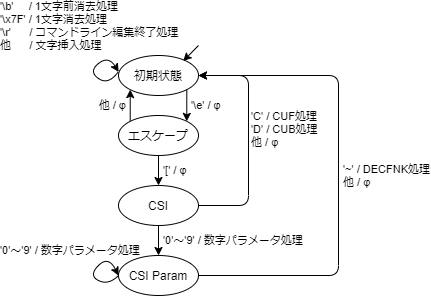 '\b' / 1文字前消去処理
'\x7F' / 1文字消去処理
'\r' / コマンドライン編集終了処理
他 / 文字挿入処理
初期状態
他 / φ
'\e' / φ
エスケープ
'C' / CUF処理
'D' / CUB処理
他 / φ
'[' / φ
'~' / DECFNK処理
他 / φ
CSI
'0'～'9' / 数字パラメータ処理
'0'～'9' / 数字パラメータ処理
CSI Param